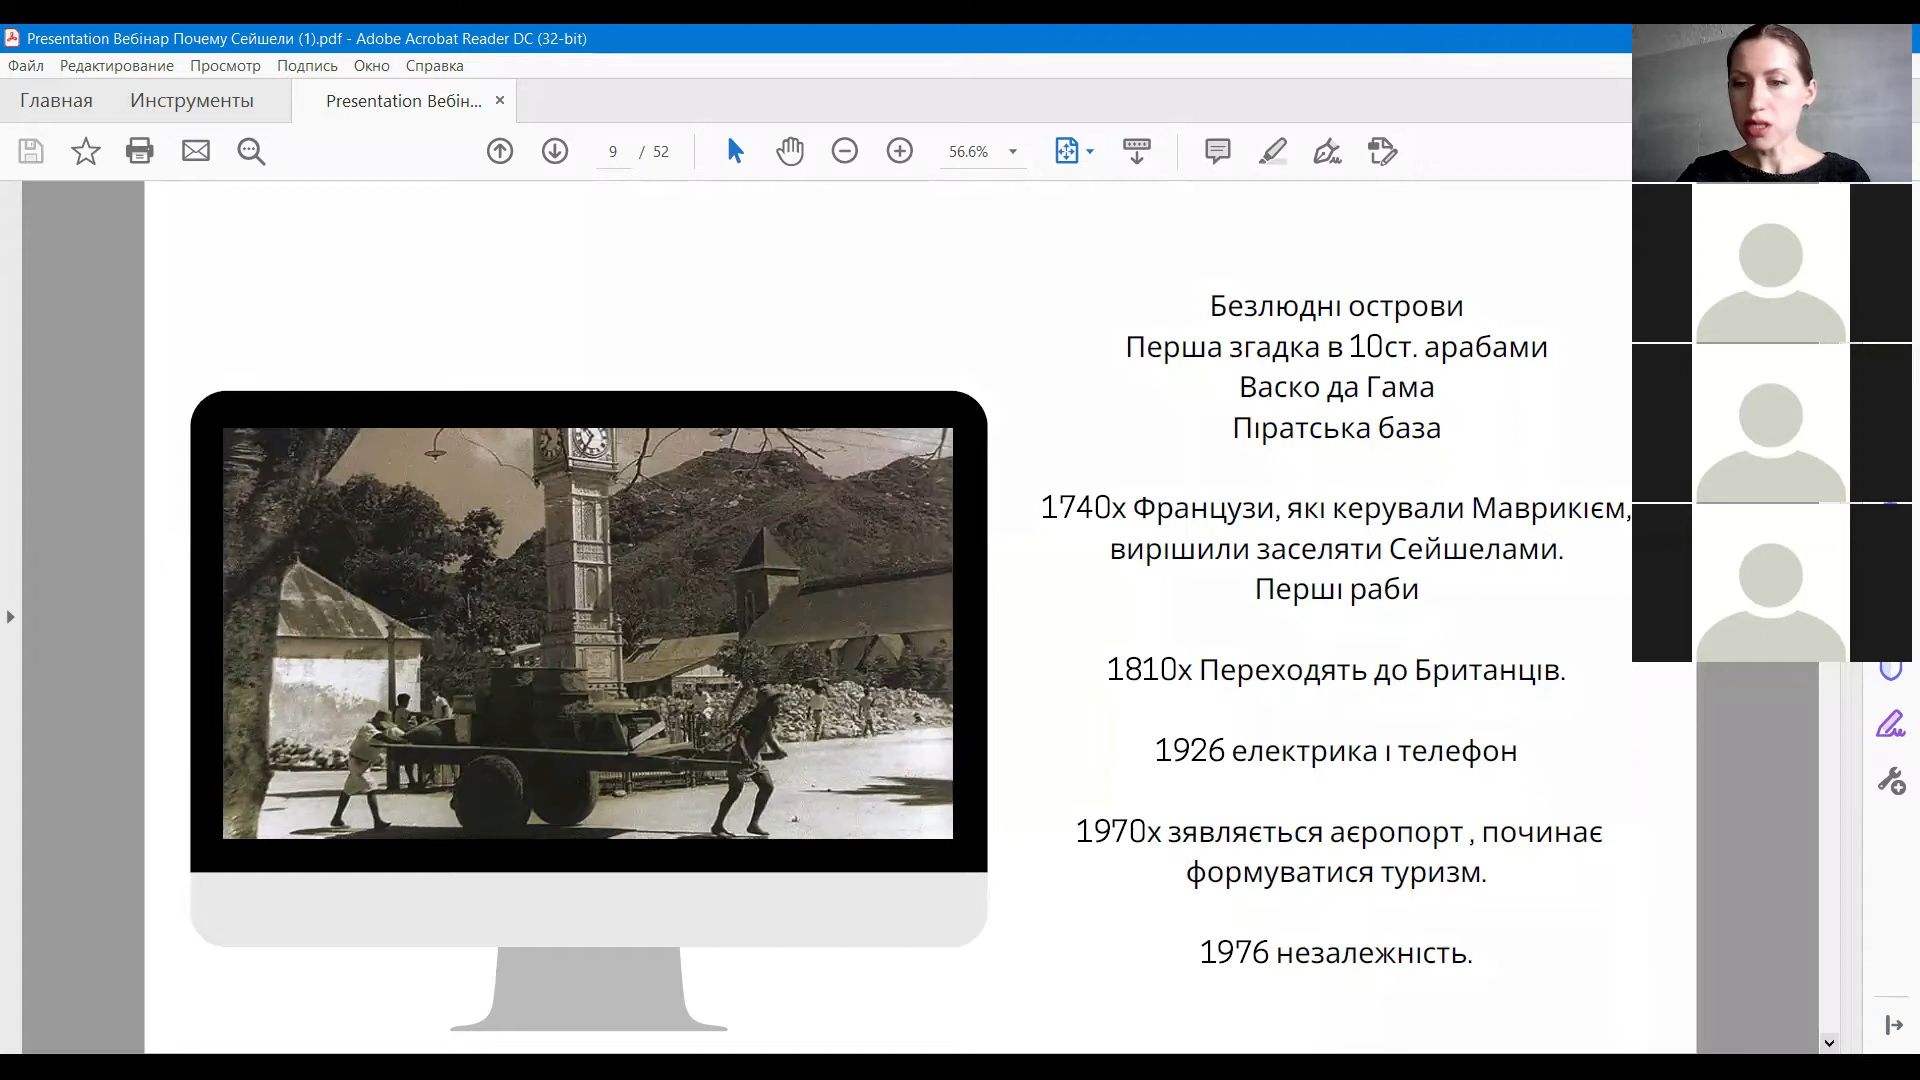 Presentation Вебінар Почему Сейшели (1).pdf - Adobe Acrobat Reader DC (32-bit)
Файл Редактирование Просмотр Подпись Окно Справка
Главная Инструменты Presentation Вебін... ×
9 / 52 56.6%
Безлюдні острови
Перша згадка в 10ст. арабами
Васко да Гама
Піратська база
1740х Французи, які керували Маврикієм,
вирішили заселяти Сейшелами.
Перші раби
1810х Переходять до Британців.
1926 електрика і телефон
1970х зявляється аєропорт , починає
формуватися туризм.
1976 незалежність.